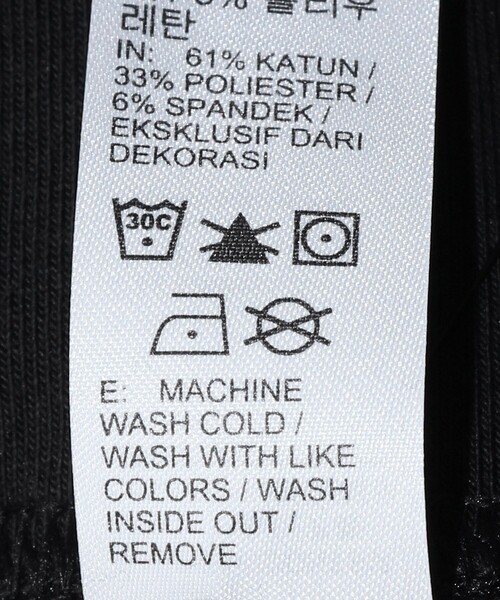 레탄
IN: 61% KATUN /
33% POLIESTER /
6% SPANDEK /
EKSKLUSIF DARI
DEKORASI
30C
E: MACHINE
WASH COLD /
WASH WITH LIKE
COLORS / WASH
INSIDE OUT /
REMOVE